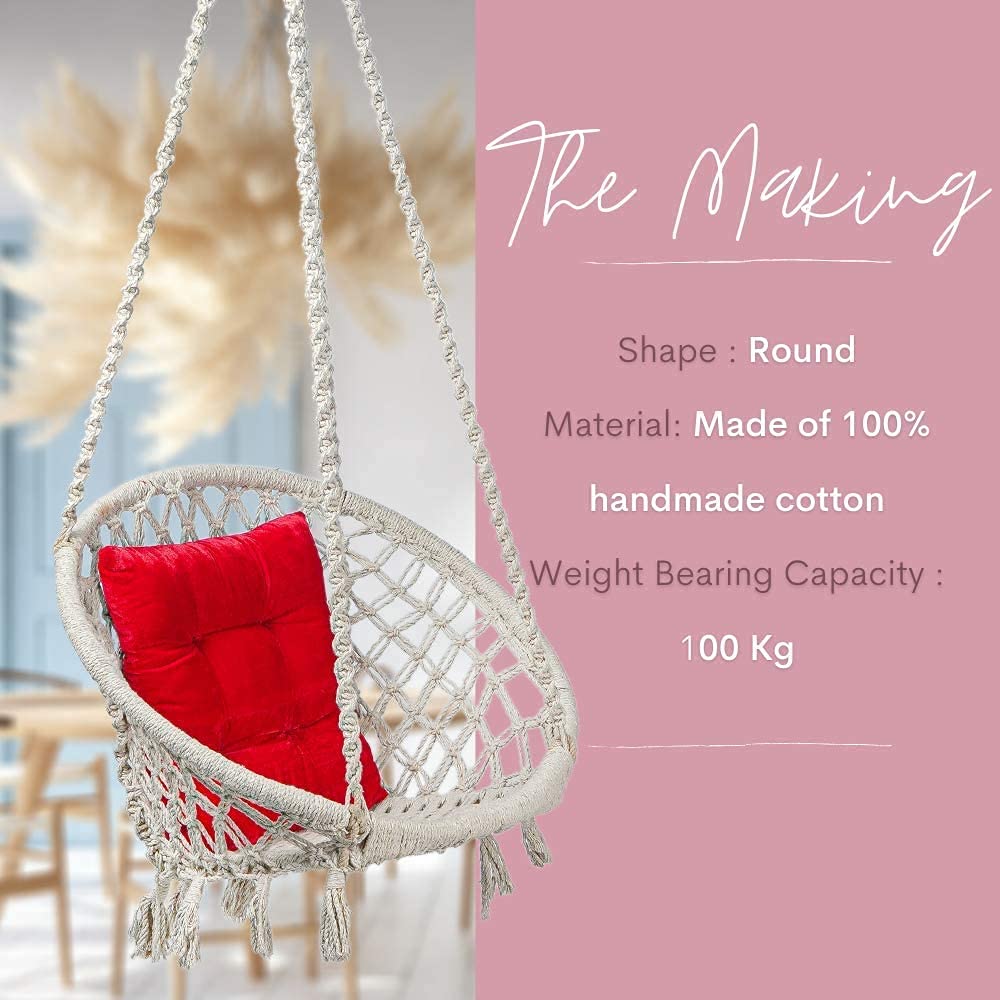 The Making
Shape : Round
Material: Made of 100%
handmade cotton
Weight Bearing Capacity :
100 Kg